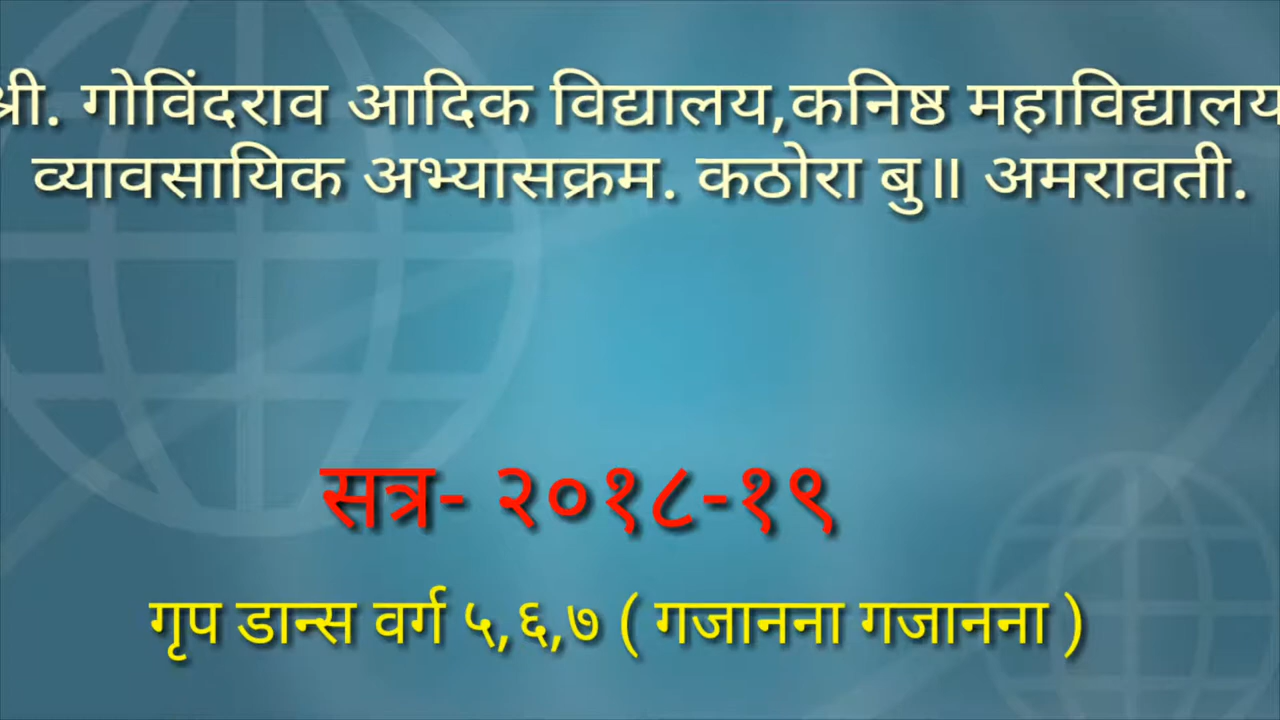 श्री. गोविंदराव आदिक विद्यालय,कनिष्ठ महाविद्यालय
व्यावसायिक अभ्यासक्रम. कठोरा बु॥ अमरावती.
सत्र- २०१८-१९
गृप डान्स वर्ग ५,६,७ ( गजानना गजानना )